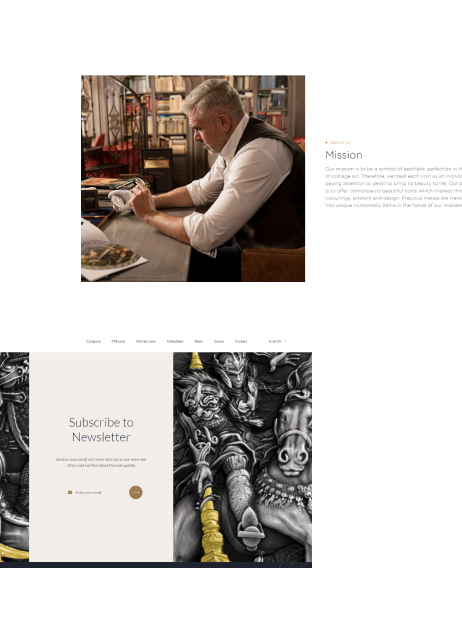 ABOUT US
Mission
Our mission is to be a symbol of aesthetic perfection in th
of coinage art. Therefore, we treat each coin as an individ
paying attention to detail to bring its beauty to life. Our g
is to offer connoisseurs beautiful coins which impress thr
colourings, artwork and design. Precious metals are trans
into unique numismatic items in the hands of our masters
Company CIM coins Partner coins Collections News Career Contact English
Subscribe to
Newsletter
Send us your email and never miss out on our news and
offers. Get notified about the next update.
Enter your email